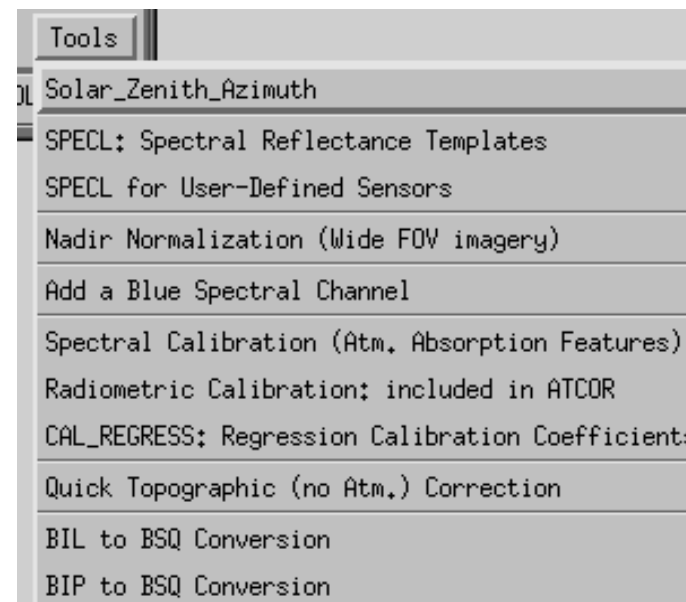 Tools
Solar_Zenith_Azimuth
SPECL: Spectral Reflectance Templates
SPECL for User-Defined Sensors
Nadir Normalization (Wide FOV imagery)
Add a Blue Spectral Channel
Spectral Calibration (Atm. Absorption Features)
Radiometric Calibration: included in ATCOR
CAL_REGRESS: Regression Calibration Coefficients
Quick Topographic (no Atm.) Correction
BIL to BSQ Conversion
BIP to BSQ Conversion